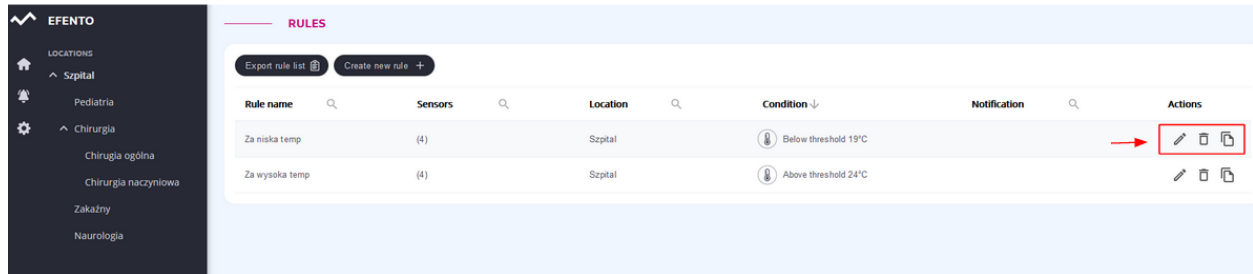 EFENTO
LOCATIONS
Szpital
Pediatria
Chirurgia
Chirugia ogólna
Chirurgia naczyniowa
Zakaźny
Naurologia
RULES
Export rule list
Create new rule +
Rule name Sensors Location Condition Notification Actions
Za niska temp (4) Szpital Below threshold 19°C
Za wysoka temp (4) Szpital Above threshold 24°C